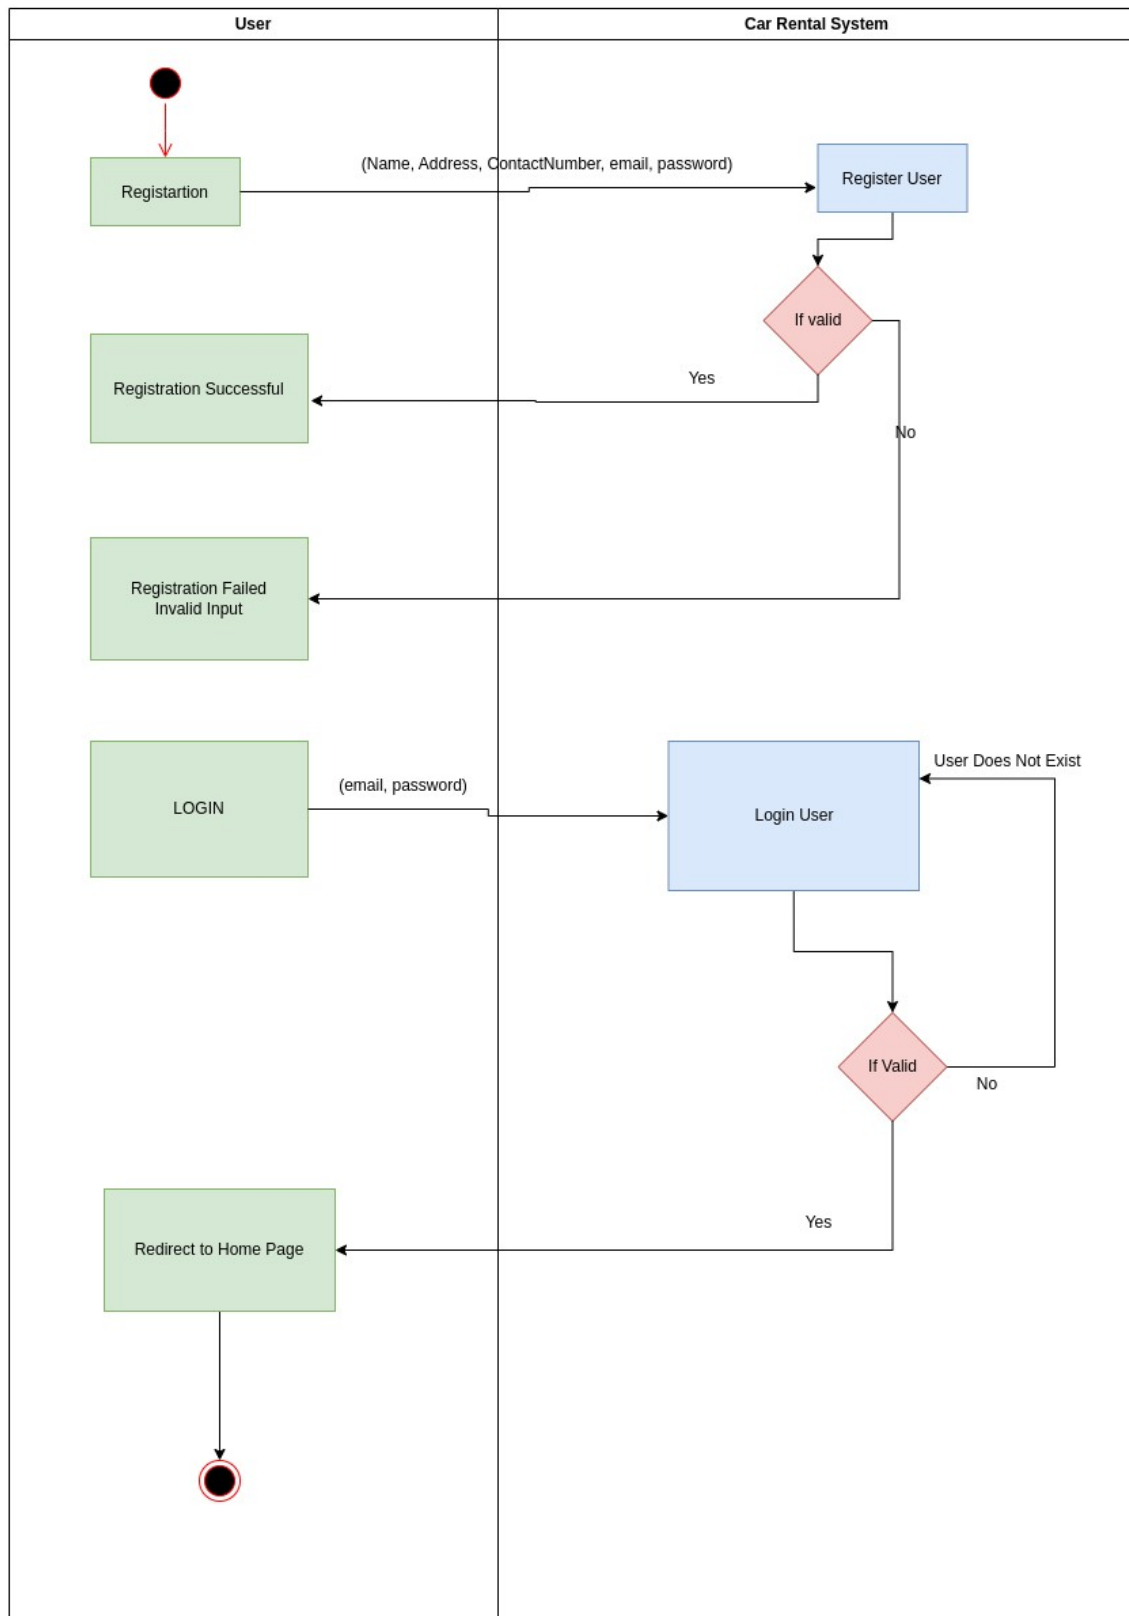 User
Car Rental System
(Name, Address, ContactNumber, email, password)
Registartion
Register User
If valid
Yes
Registration Successful
No
Registration Failed
Invalid Input
User Does Not Exist
(email, password)
LOGIN
Login User
If Valid
No
Yes
Redirect to Home Page